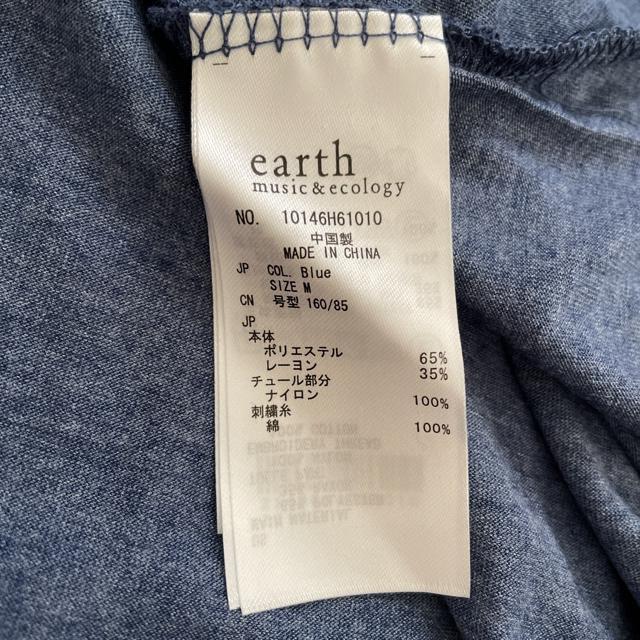 earth
music & ecology
NO. 10146H61010
中国製
MADE IN CHINA
JP COL. Blue
SIZE M
CN 号型 160/85
JP
本体
ポリエステル 65%
レーヨン 35%
チュール部分
ナイロン 100%
刺繍糸
綿 100%